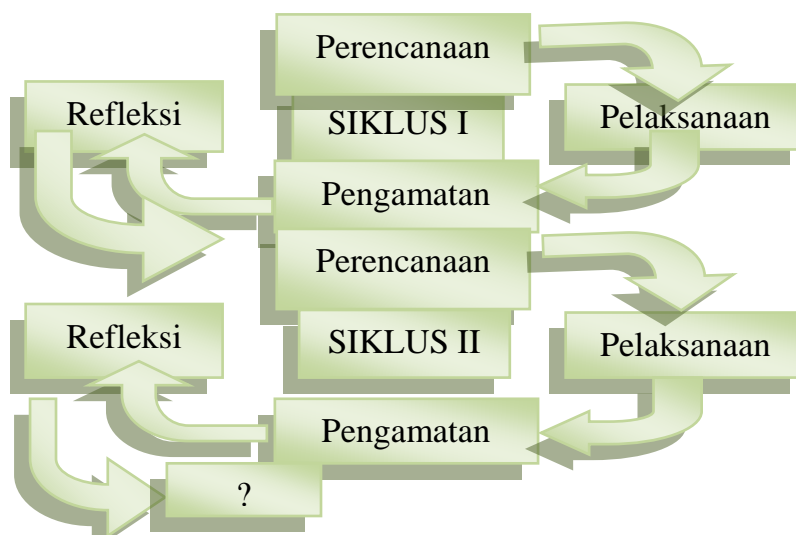 Perencanaan
Refleksi
SIKLUS I
Pelaksanaan
Pengamatan
Perencanaan
Refleksi
SIKLUS II
Pelaksanaan
Pengamatan
?